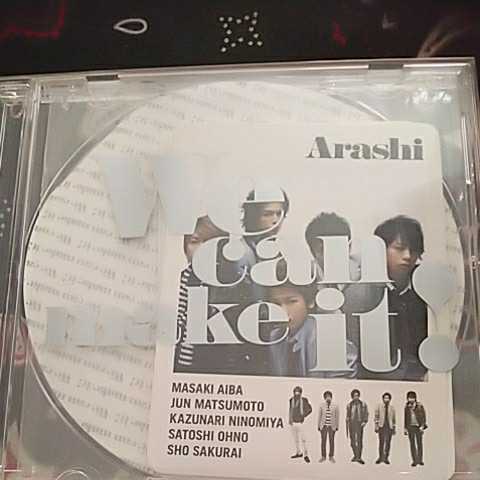 Arashi
We
can
make it!
MASAKI AIBA
JUN MATSUMOTO
KAZUNARI NINOMIYA
SATOSHI OHNO
SHO SAKURAI